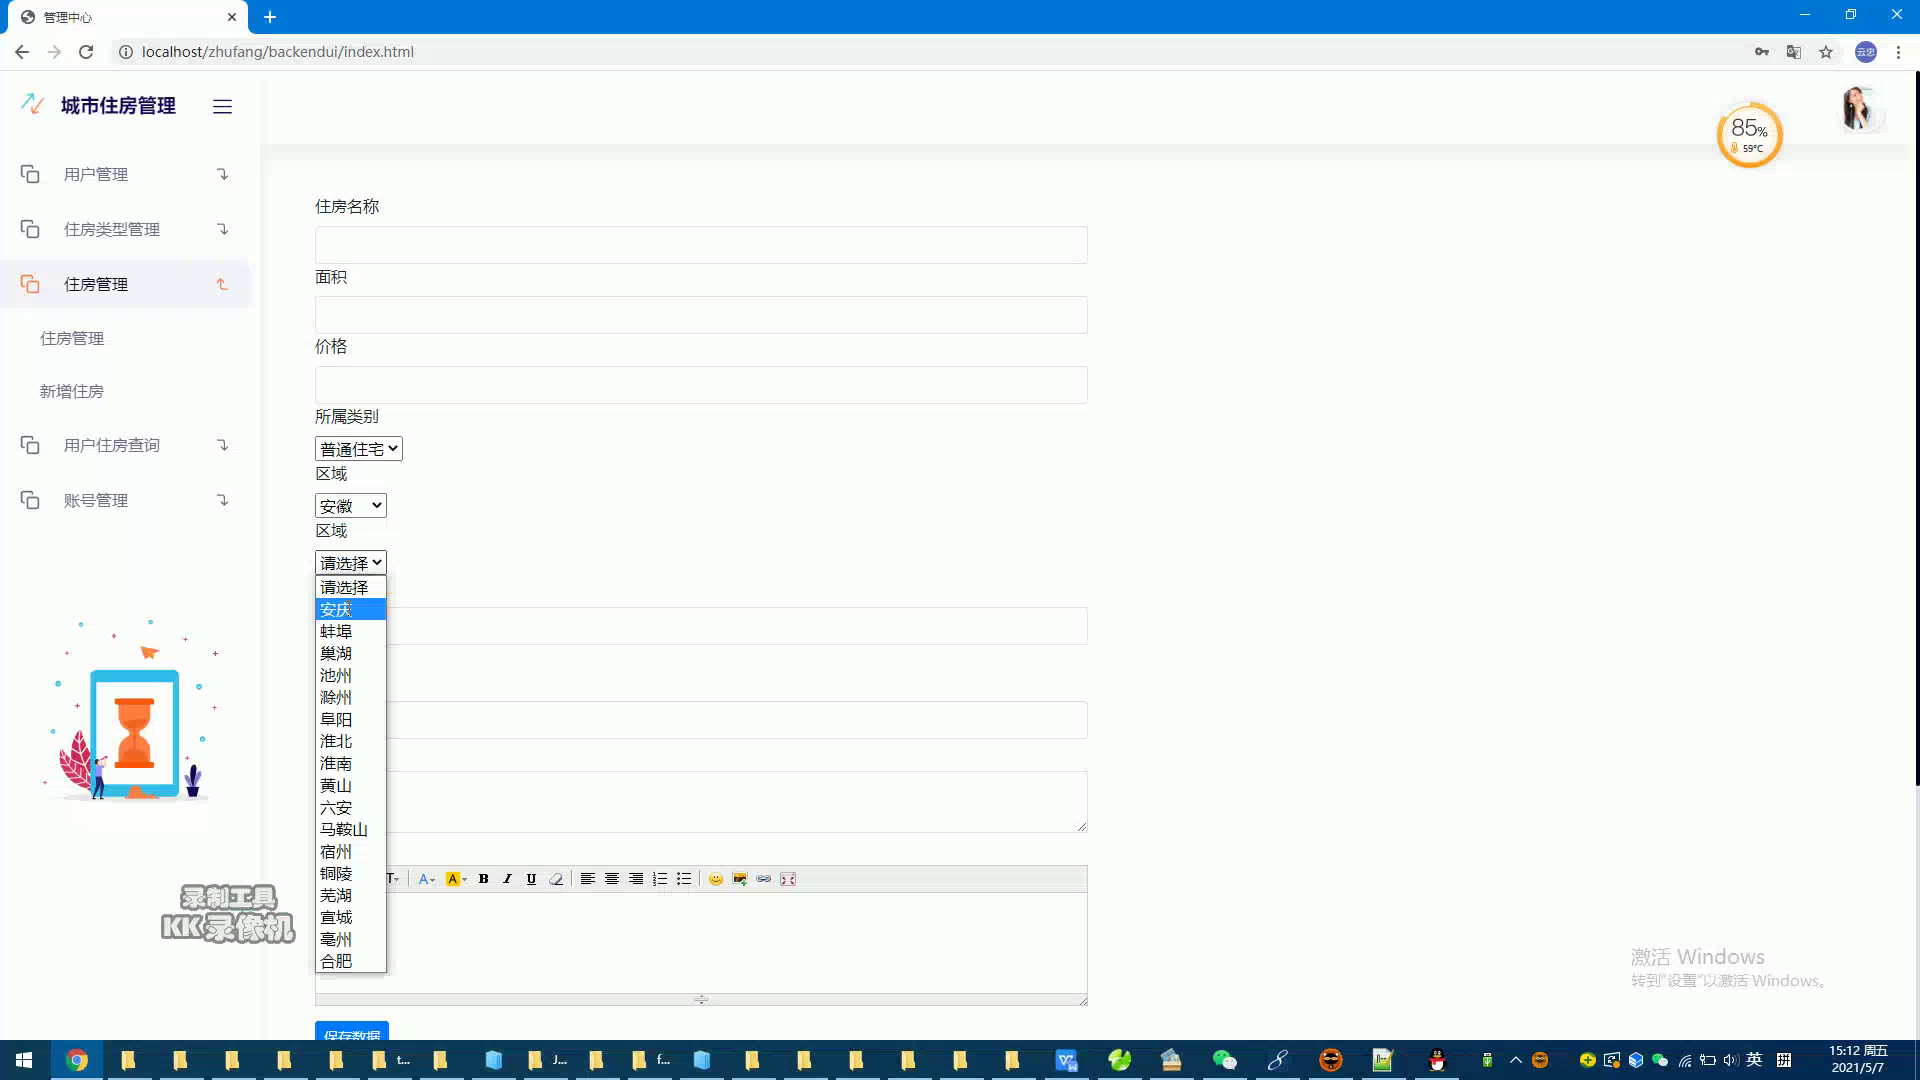 管理中心
localhost/zhufang/backendui/index.html
云忠
城市住房管理
85%
59°C
用户管理
住房类型管理
住房管理
住房管理
新增住房
用户住房查询
账号管理
住房名称
面积
价格
所属类别
普通住宅
区域
安徽
区域
请选择
请选择
安庆
蚌埠
巢湖
池州
滁州
阜阳
淮北
淮南
黄山
六安
马鞍山
宿州
铜陵
芜湖
宣城
亳州
合肥
保存数据
录制工具
KK录像机
激活 Windows
转到"设置"以激活 Windows。
t...
J...
f...
英
拼
15:12 周五
2021/5/7